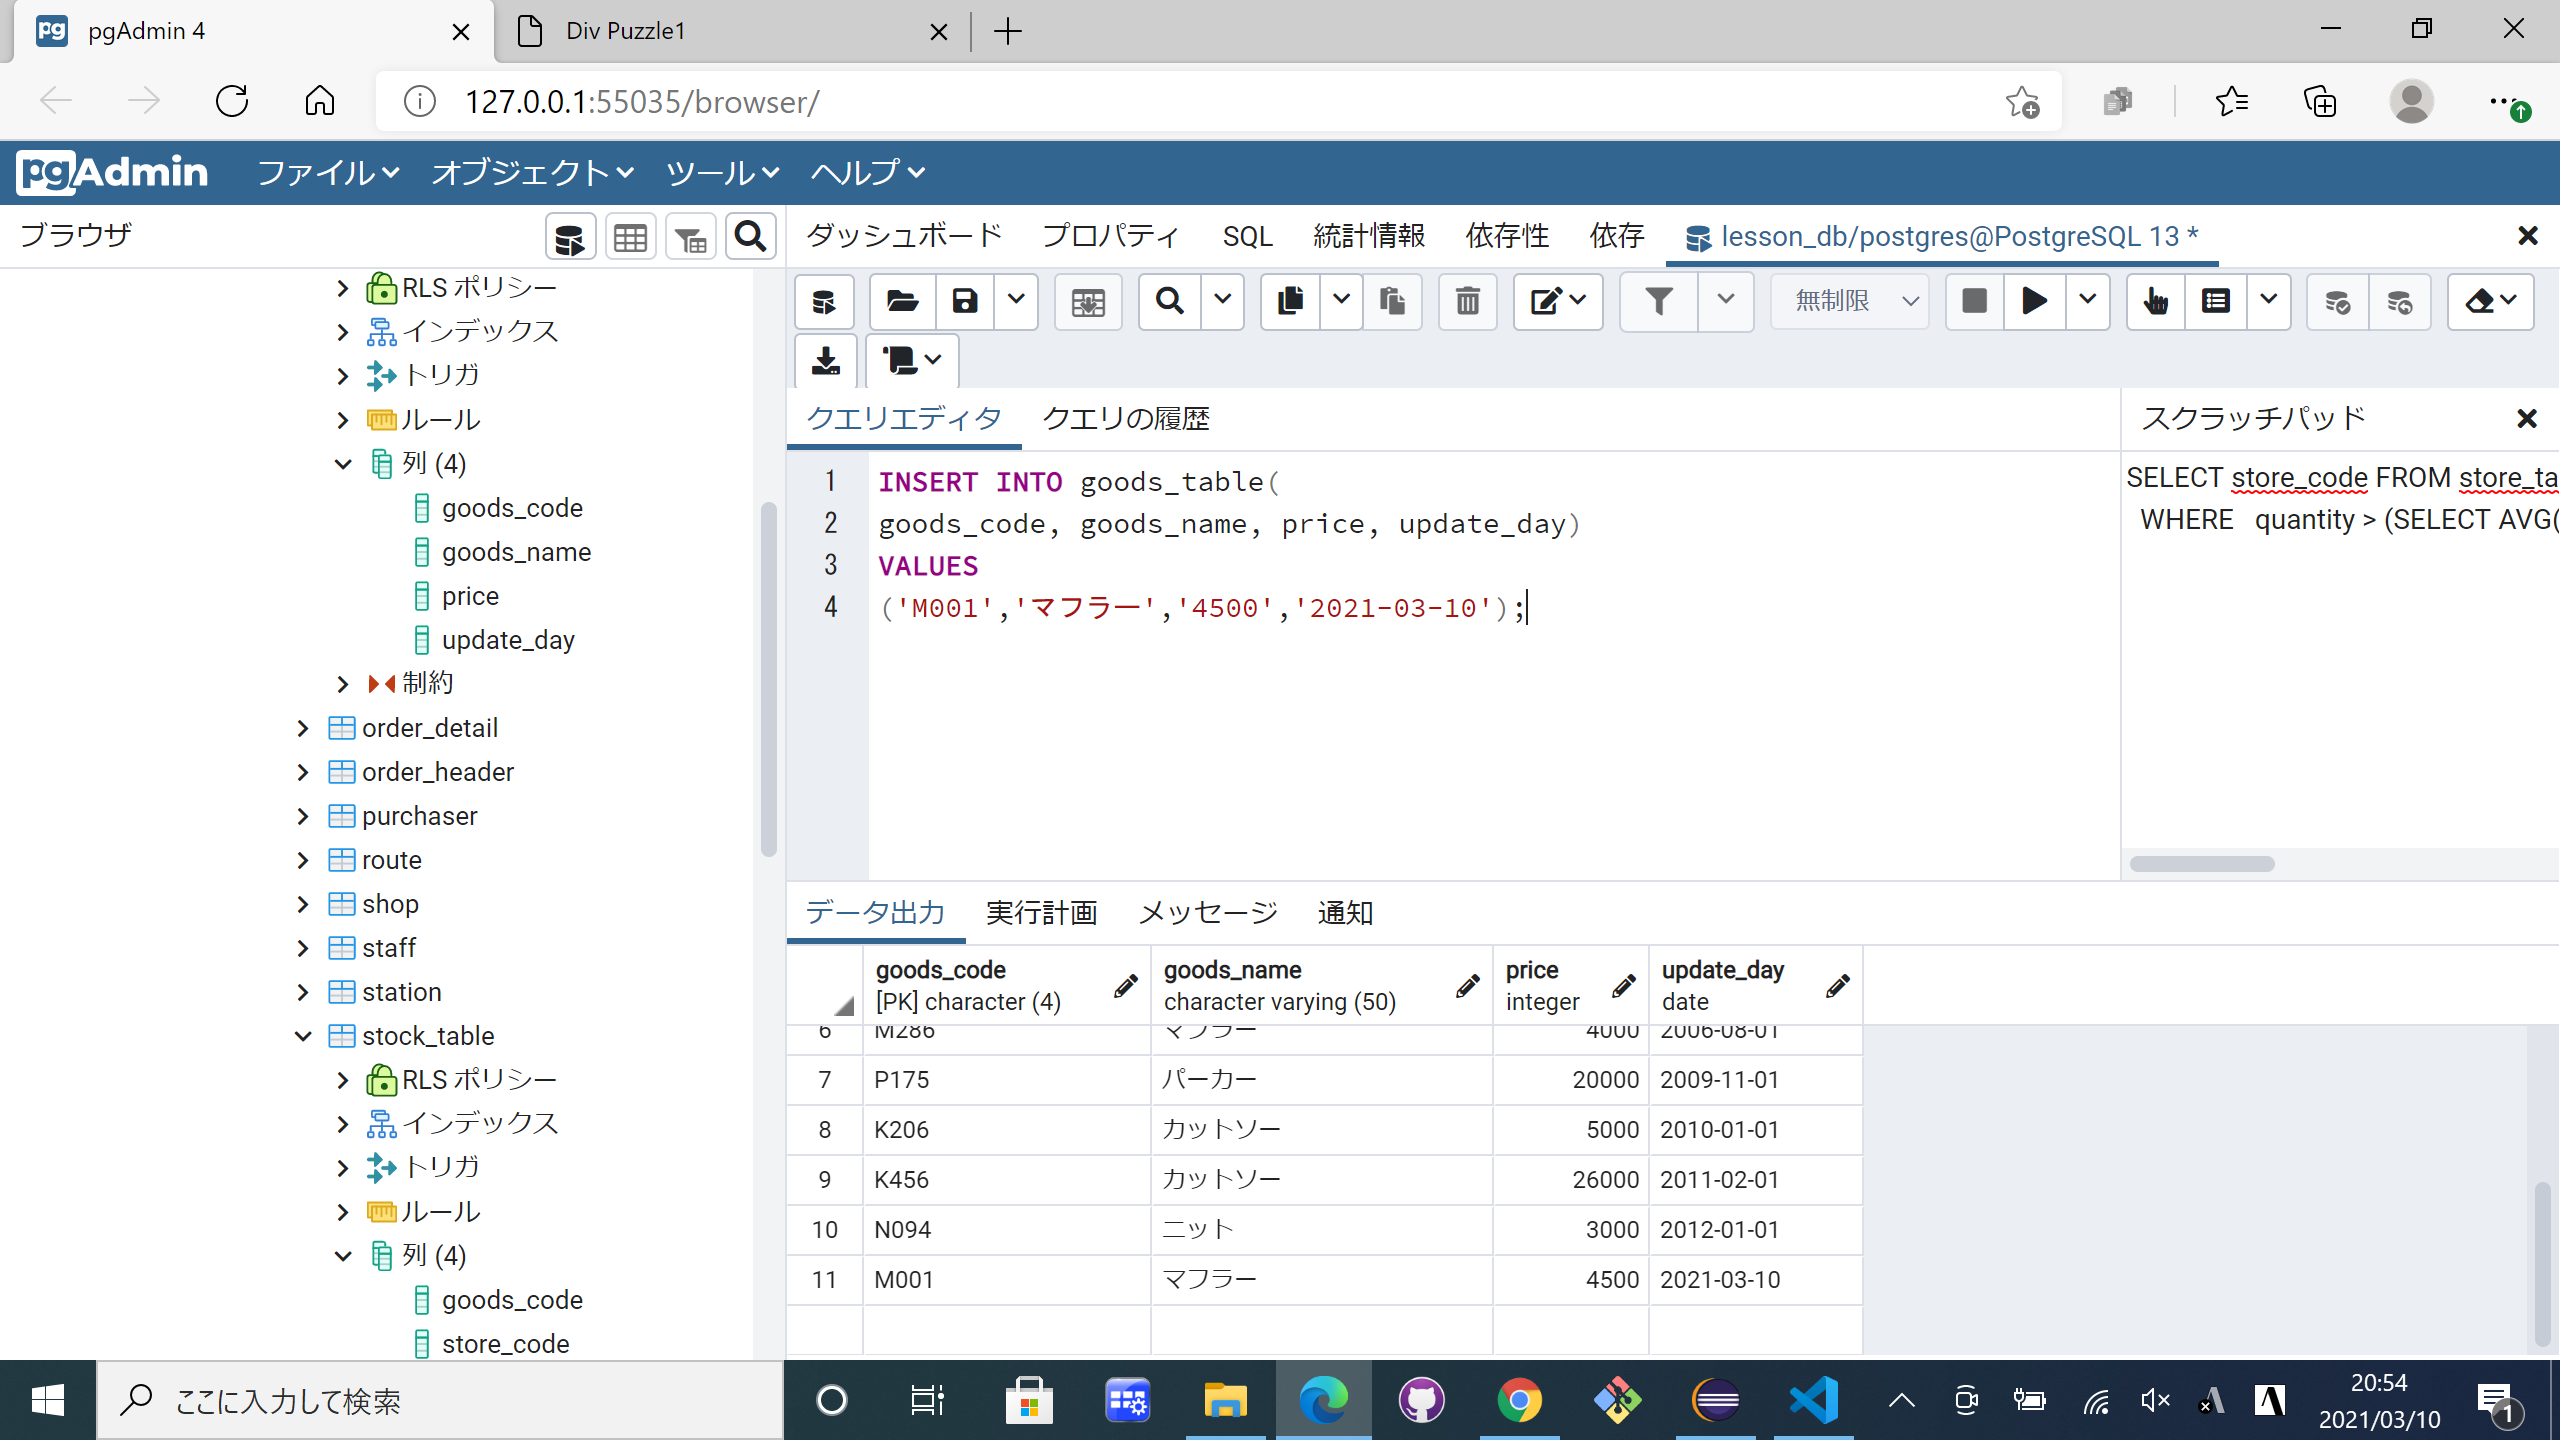 pgAdmin 4
Div Puzzle1
127.0.0.1:55035/browser/
pgAdmin
ファイル
オブジェクト
ツール
ヘルプ
ブラウザ
ダッシュボード
プロパティ
SQL
統計情報
依存性
依存
lesson_db/postgres@PostgreSQL 13 *
RLS ポリシー
インデックス
トリガ
ルール
列 (4)
goods_code
goods_name
price
update_day
制約
order_detail
order_header
purchaser
route
shop
staff
station
stock_table
RLS ポリシー
インデックス
トリガ
ルール
列 (4)
goods_code
store_code
無制限
クエリエディタ
クエリの履歴
1 INSERT INTO goods_table(
2 goods_code, goods_name, price, update_day)
3 VALUES
4 ('M001','マフラー','4500','2021-03-10');
スクラッチパッド
SELECT store_code FROM store_ta
WHERE quantity > (SELECT AVG(
データ出力
実行計画
メッセージ
通知
goods_code [PK] character (4)
goods_name character varying (50)
price integer
update_day date
6 M286 マフラー 4000 2006-08-01
7 P175 パーカー 20000 2009-11-01
8 K206 カットソー 5000 2010-01-01
9 K456 カットソー 26000 2011-02-01
10 N094 ニット 3000 2012-01-01
11 M001 マフラー 4500 2021-03-10
ここに入力して検索
20:54
2021/03/10
1